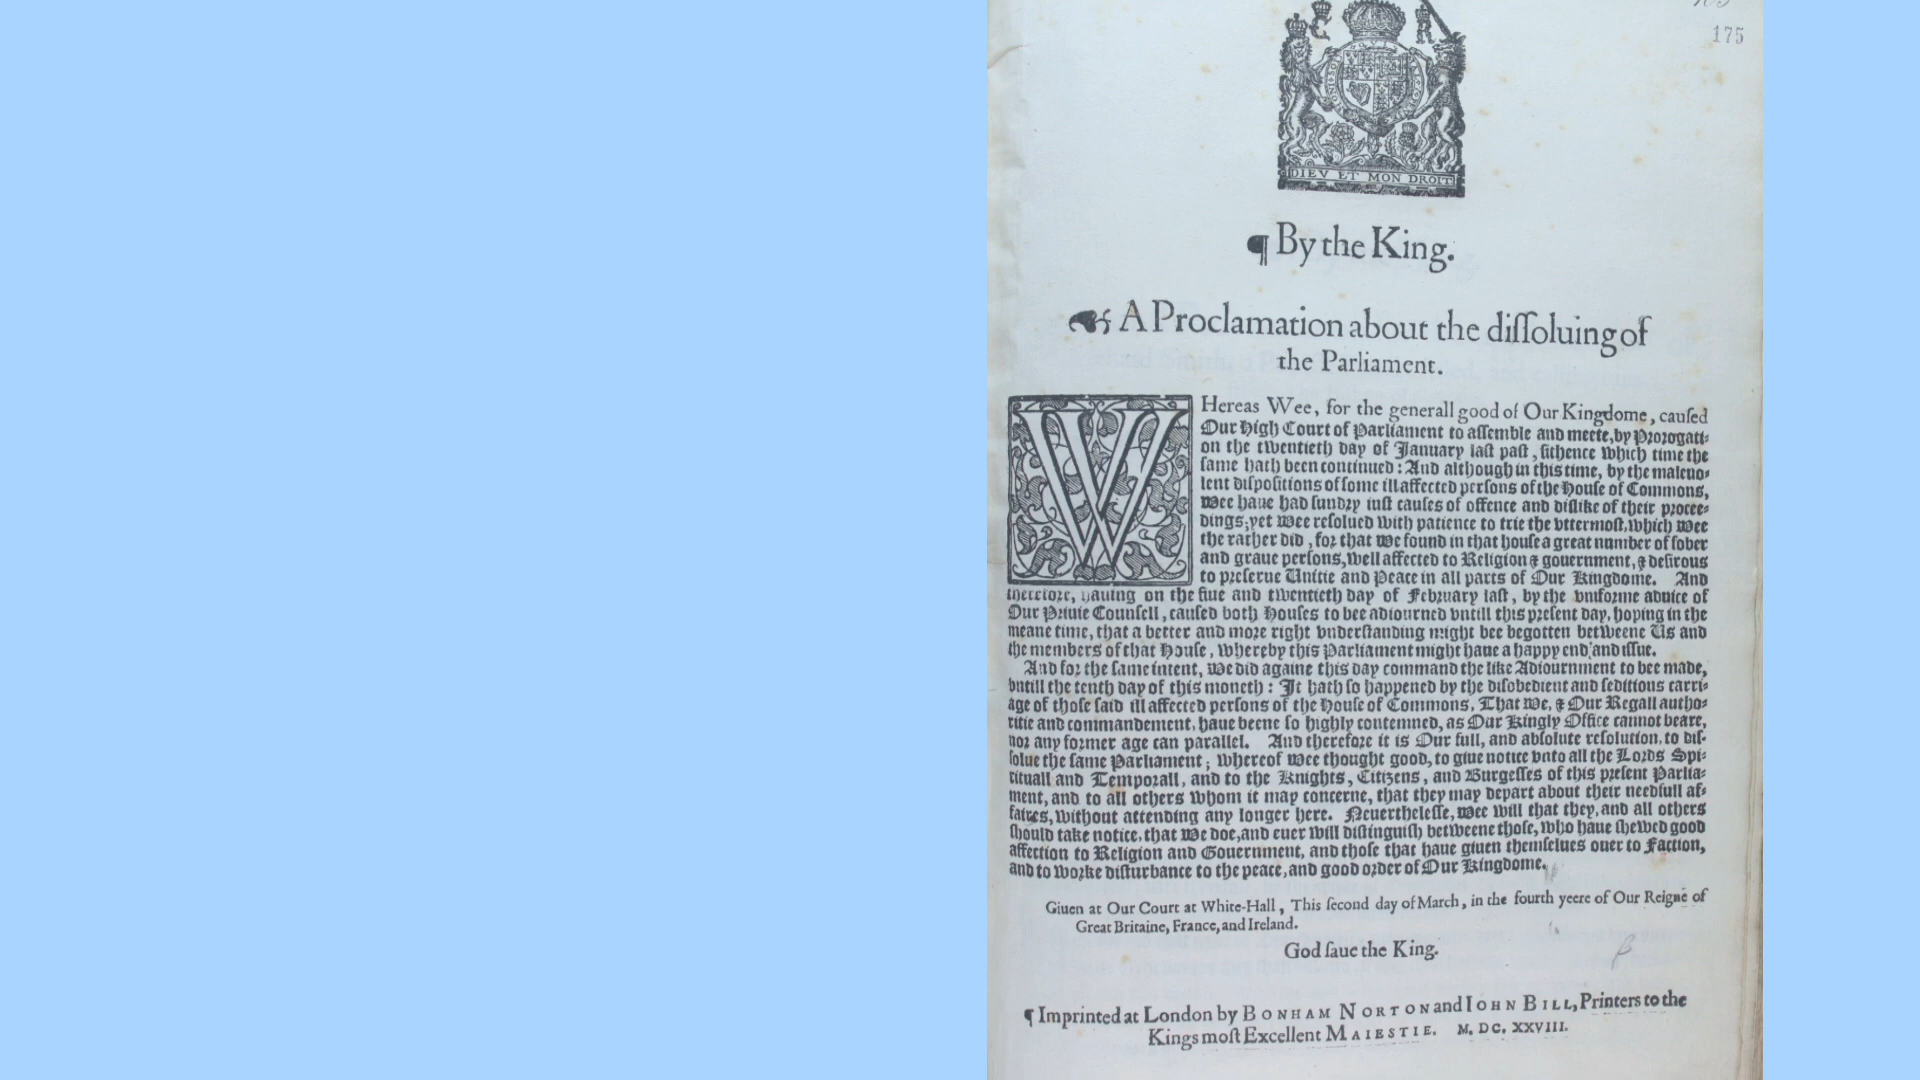 175
C R
DIEV ET MON DROIT
¶ By the King.
☙ A Proclamation about the diſſoluing of
the Parliament.
WHereas Wee, for the generall good of Our Kingdome, cauſed
Our High Court of Parliament to aſſemble and meete, by Prorogati-
on the twentieth day of January laſt paſt, ſithence which time the
ſame hath been continued: And although in this time, by the maleuo-
lent diſpoſitions of ſome ill affected perſons of the Houſe of Commons,
Wee haue had ſundry iuſt cauſes of offence and diſlike of their procee-
dings; yet Wee reſolued with patience to trie the vttermoſt, which Wee
the rather did, for that We found in that houſe a great number of ſober
and graue perſons, well affected to Religion & gouernment, & deſirous
to preſerue Unitie and Peace in all parts of Our Kingdome. And
therefore, hauing on the fiue and twentieth day of February laſt, by the vniforme aduice of
Our Priuie Counſell, cauſed both Houſes to bee adiourned vntill this preſent day, hoping in the
meane time, that a better and more right vnderſtanding might bee begotten betweene Us and
the members of that Houſe, whereby this Parliament might haue a happy end, and iſſue.
And for the ſame intent, We did againe this day command the like Adiournment to bee made,
vntill the tenth day of this moneth: It hath ſo happened by the diſobedient and ſeditious carri-
age of thoſe ſaid ill affected perſons of the Houſe of Commons, That We, & Our Regall autho-
ritie and commandement, haue beene ſo highly contemned, as Our Kingly Office cannot beare,
nor any former age can parallel. And therefore it is Our full, and abſolute reſolution, to diſ-
ſolue the ſame Parliament; whereof Wee thought good, to giue notice vnto all the Lords Spi-
rituall and Temporall, and to the Knights, Citizens, and Burgeſſes of this preſent Parlia-
ment, and to all others whom it may concerne, that they may depart about their needfull af-
faires, without attending any longer here. Neuertheleſſe, Wee will that they, and all others
ſhould take notice, that We doe, and euer will diſtinguiſh betweene thoſe, who haue ſhewed good
affection to Religion and Gouernment, and thoſe that haue giuen themſelues ouer to Faction,
and to worke diſturbance to the peace, and good order of Our Kingdome.
Giuen at Our Court at White-Hall, This ſecond day of March, in the fourth yeere of Our Reigne of
Great Britaine, France, and Ireland.
God ſaue the King.
¶ Imprinted at London by BONHAM NORTON and IOHN BILL, Printers to the
Kings moſt Excellent MAIESTIE. M. DC. XXVIII.